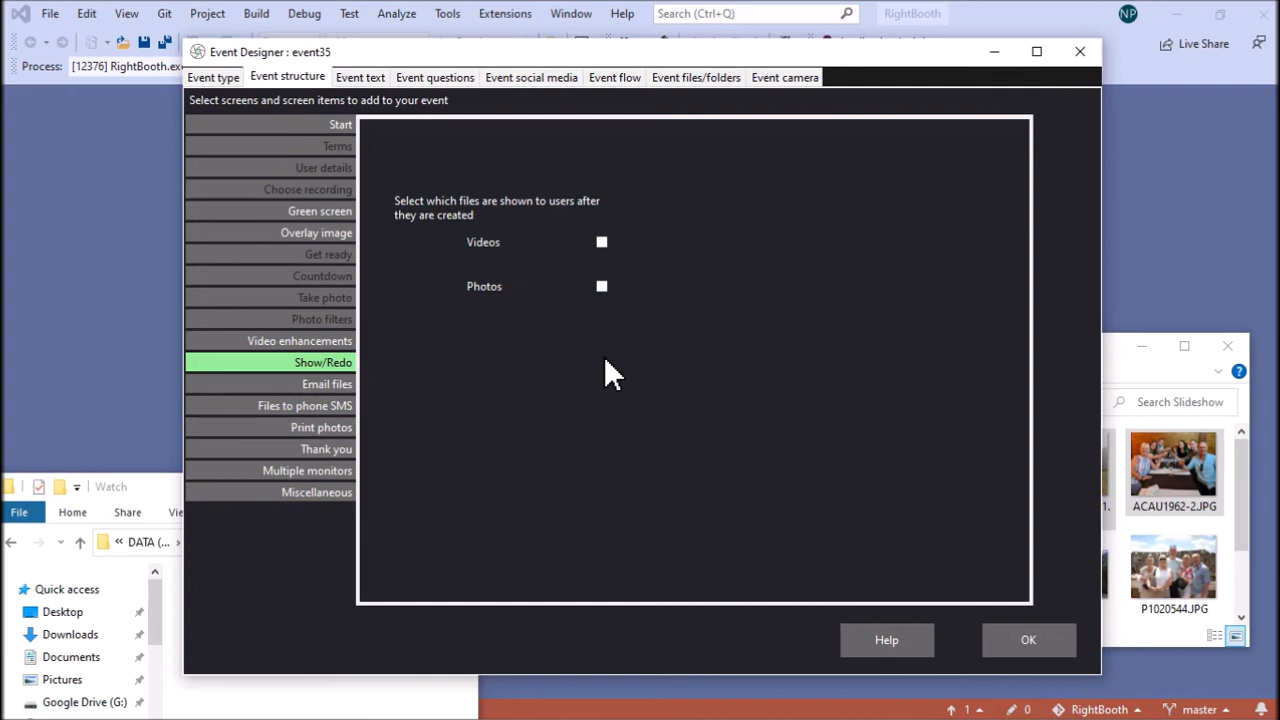 File Edit View Git Project Build Debug Test Analyze Tools Extensions Window Help Search (Ctrl+Q) RightBooth NP
Live Share
Process: [12376] RightBooth.exe
Event Designer : event35
Event type Event structure Event text Event questions Event social media Event flow Event files/folders Event camera
Select screens and screen items to add to your event
Start
Terms
User details
Choose recording
Green screen
Overlay image
Get ready
Countdown
Take photo
Photo filters
Video enhancements
Show/Redo
Email files
Files to phone SMS
Print photos
Thank you
Multiple monitors
Miscellaneous
Select which files are shown to users after
they are created
Videos
Photos
Help OK
Search Slideshow
1. ACAU1962-2.JPG
P1020544.JPG
Watch
File Home Share
« DATA (...
Quick access
Desktop
Downloads
Documents
Pictures
Google Drive (G:)
1 0 RightBooth master